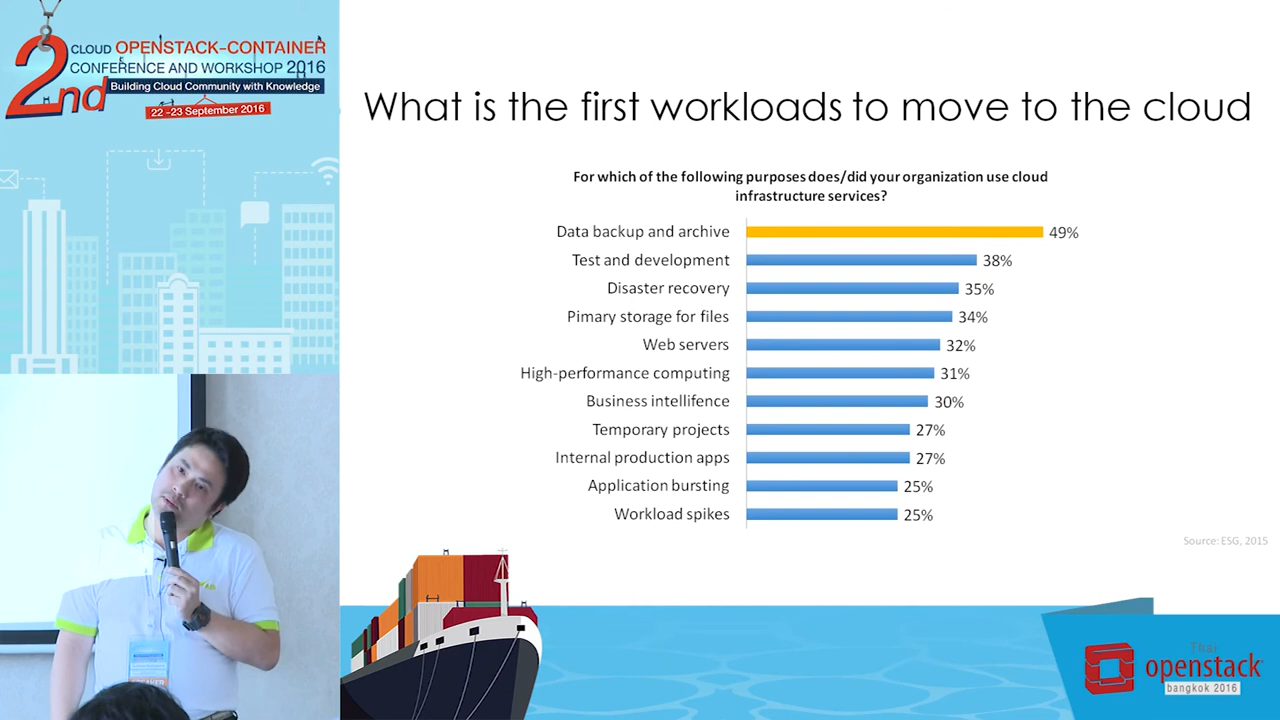 2nd
CLOUD OPENSTACK-CONTAINER
CONFERENCE AND WORKSHOP 2016
Building Cloud Community with Knowledge
22 -23 September 2016
What is the first workloads to move to the cloud
For which of the following purposes does/did your organization use cloud
infrastructure services?
Data backup and archive 49%
Test and development 38%
Disaster recovery 35%
Pimary storage for files 34%
Web servers 32%
High-performance computing 31%
Business intellifence 30%
Temporary projects 27%
Internal production apps 27%
Application bursting 25%
Workload spikes 25%
Source: ESG, 2015
Thai
openstack
bangkok 2016